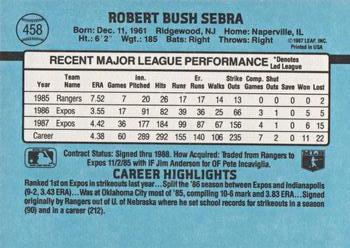 458
ROBERT BUSH SEBRA
Born: Dec. 11, 1961 Ridgewood, NJ Home: Naperville, IL
Ht.: 6'2" Wgt.: 185 Bats: Right Throws: Right
©1987 LEAF, INC.
PRINTED IN U.S.A.
RECENT MAJOR LEAGUE PERFORMANCE *Denotes Led League
Year Team Name ERA Games Inn. Pitched Hits Runs Er. Runs Walks Strike Outs Comp. Games Shut Outs Saves Won Lost
1985 Rangers 7.52 7 20 26 17 17 14 13 0 0 0 0 2
1986 Expos 3.55 17 91 82 39 36 25 66 3 1 0 5 5
1987 Expos 4.42 36 177 184 99 87 67 156 4 1 0 6 15
Career 4.38 60 289 292 155 140 106 235 7 2 0 11 22
Contract Status: Signed thru 1988. How Acquired: Traded from Rangers to
Expos 11/2/85 with IF Jim Anderson for OF Pete Incaviglia.
CAREER HIGHLIGHTS
Ranked 1st on Expos in strikeouts last year...Split the '86 season between Expos and Indianapolis (9-2, 3.43 ERA)...Was at Oklahoma City most of '85, compiling 10-6 mark and 3.83 ERA...Signed originally by Rangers out of U. of Nebraska where he set school records for strikeouts in a season (90) and in a career (212).